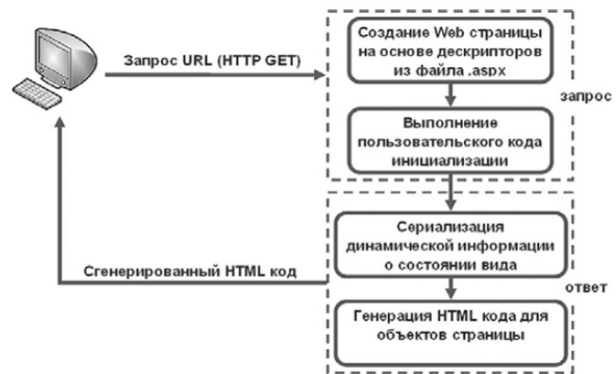 Создание Web страницы
на основе дескрипторов
из файла .aspx
Запрос URL (HTTP GET)
запрос
Выполнение
пользовательского кода
инициализации
Сериализация
динамической информации
о состоянии вида
Сгенерированный HTML код
ответ
Генерация HTML кода для
объектов страницы